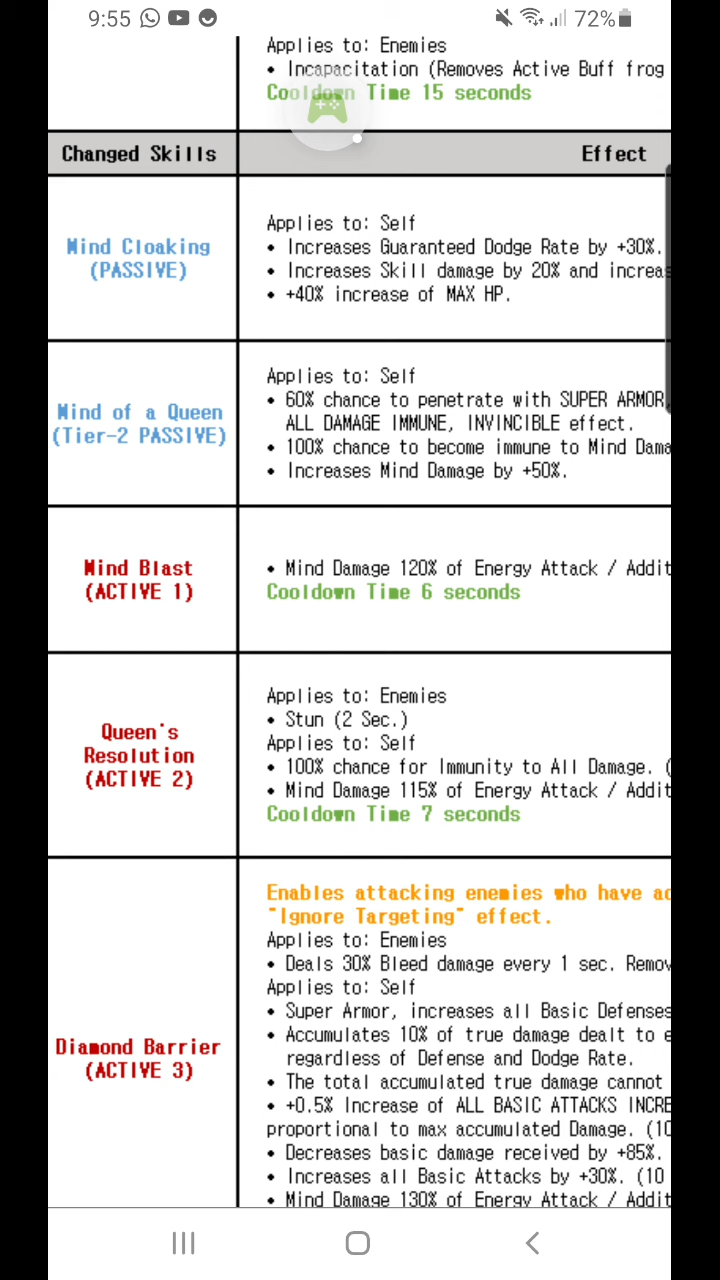 9:55 72%
Applies to: Enemies
• Incapacitation (Removes Active Buff frog
Cooldown Time 15 seconds
Changed Skills Effect
Mind Cloaking
(PASSIVE)
Applies to: Self
• Increases Guaranteed Dodge Rate by +30%.
• Increases Skill damage by 20% and increas
• +40% increase of MAX HP.
Mind of a Queen
(Tier-2 PASSIVE)
Applies to: Self
• 60% chance to penetrate with SUPER ARMOR,
ALL DAMAGE IMMUNE, INVINCIBLE effect.
• 100% chance to become immune to Mind Dama
• Increases Mind Damage by +50%.
Mind Blast
(ACTIVE 1)
• Mind Damage 120% of Energy Attack / Addit
Cooldown Time 6 seconds
Queen's
Resolution
(ACTIVE 2)
Applies to: Enemies
• Stun (2 Sec.)
Applies to: Self
• 100% chance for Immunity to All Damage. (
• Mind Damage 115% of Energy Attack / Addit
Cooldown Time 7 seconds
Diamond Barrier
(ACTIVE 3)
Enables attacking enemies who have ac
"Ignore Targeting" effect.
Applies to: Enemies
• Deals 30% Bleed damage every 1 sec. Remov
Applies to: Self
• Super Armor, increases all Basic Defenses
• Accumulates 10% of true damage dealt to e
regardless of Defense and Dodge Rate.
• The total accumulated true damage cannot
• +0.5% Increase of ALL BASIC ATTACKS INCRE
proportional to max accumulated Damage. (10
• Decreases basic damage received by +85%.
• Increases all Basic Attacks by +30%. (10
• Mind Damage 130% of Energy Attack / Addit